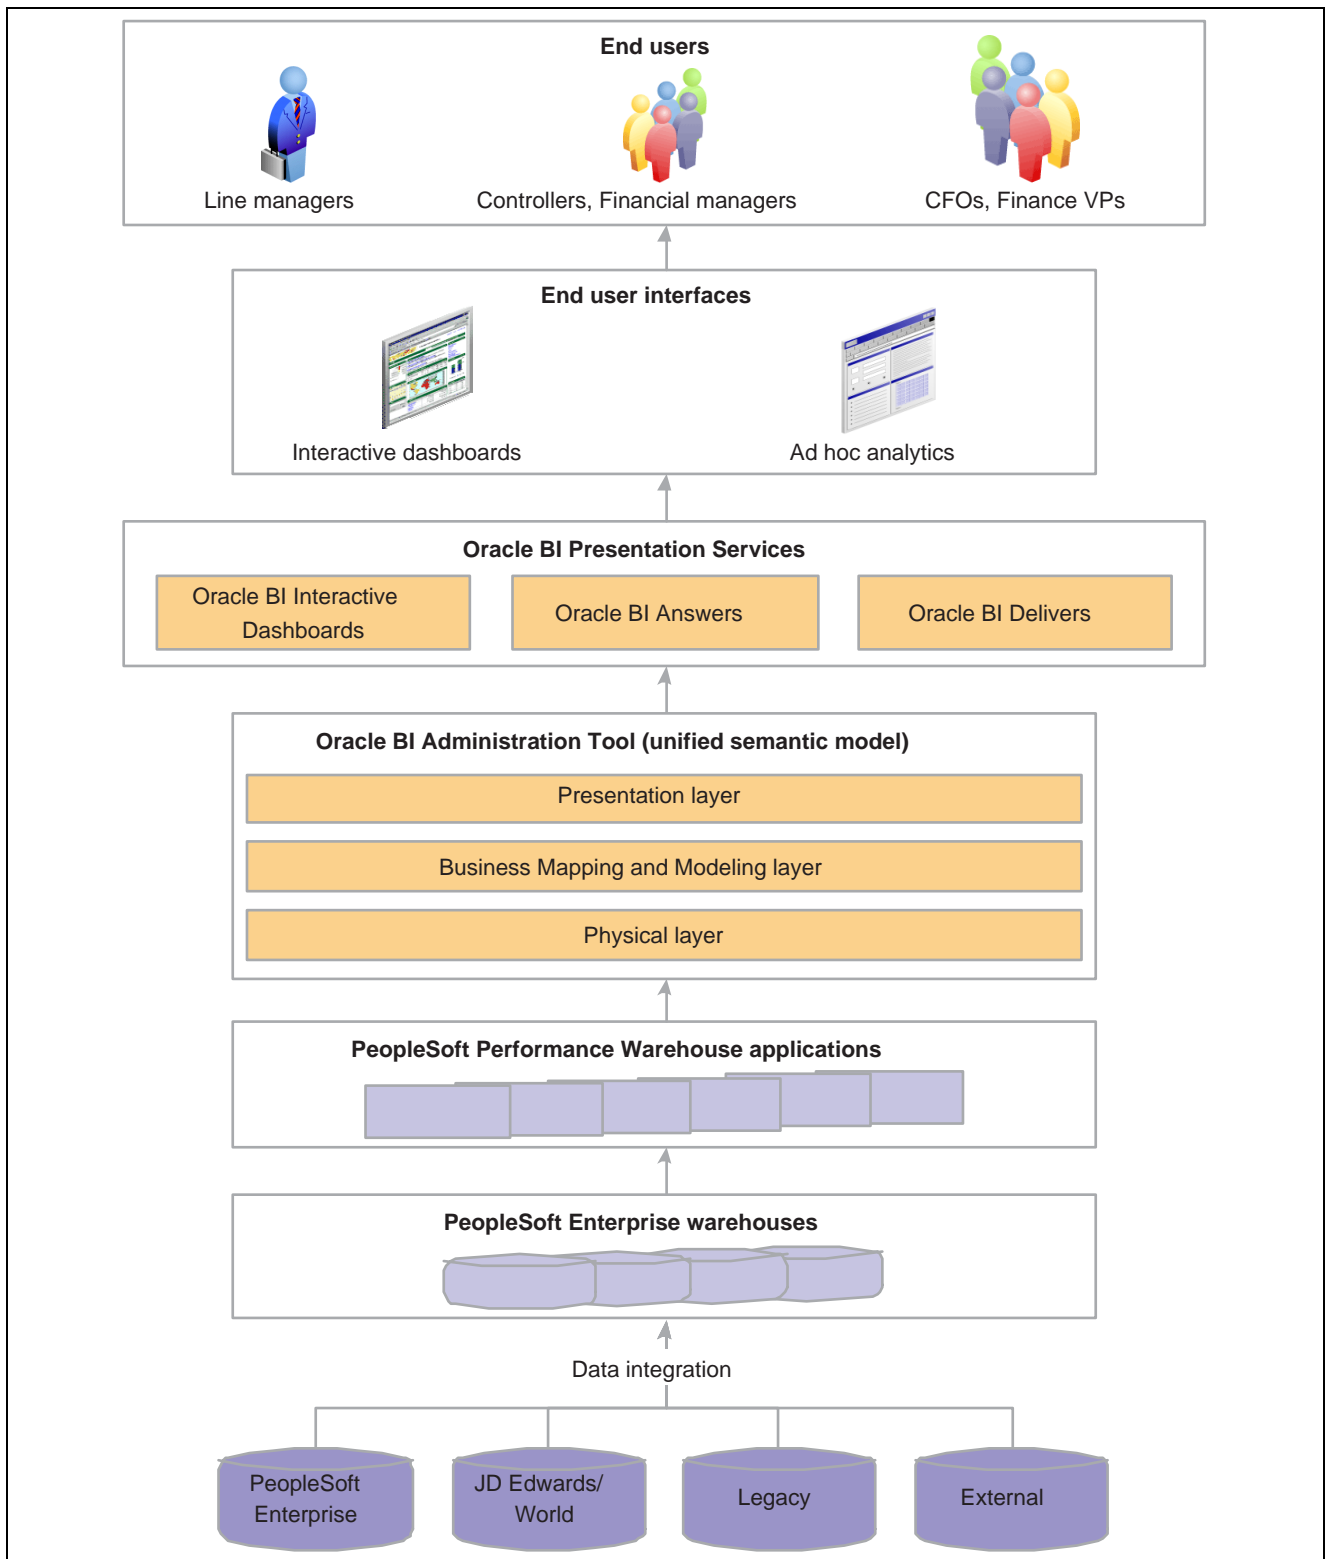 End users
Line managers
Controllers, Financial managers
CFOs, Finance VPs
End user interfaces
Interactive dashboards
Ad hoc analytics
Oracle BI Presentation Services
Oracle BI Interactive
Dashboards
Oracle BI Answers
Oracle BI Delivers
Oracle BI Administration Tool (unified semantic model)
Presentation layer
Business Mapping and Modeling layer
Physical layer
PeopleSoft Performance Warehouse applications
PeopleSoft Enterprise warehouses
Data integration
PeopleSoft
Enterprise
JD Edwards/
World
Legacy
External